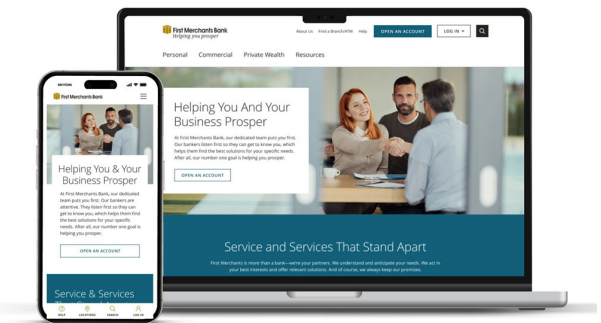 First Merchants Bank
Helping you prosper
About Us Find a Branch/ATM Help OPEN AN ACCOUNT LOG IN
Personal Commercial Private Wealth Resources
Helping You And Your
Business Prosper
At First Merchants Bank, our dedicated team puts you first.
Our bankers listen first so they can get to know you, which
helps them find the best solutions for your specific needs.
After all, our number one goal is helping you prosper.
OPEN AN ACCOUNT
Service and Services That Stand Apart
First Merchants is more than a bank—we're your partners. We understand and anticipate your needs. We act in
your best interests and offer relevant solutions. And of course, we always keep our promises.
First Merchants Bank
Helping You & Your
Business Prosper
At First Merchants Bank, our dedicated
team puts you first. Our bankers are
attentive. They listen first so they can
get to know you, which helps them find
the best solutions for your specific
needs. After all, our number one goal is
helping you prosper.
OPEN AN ACCOUNT
Service & Services
HELP LOCATIONS SEARCH LOG IN